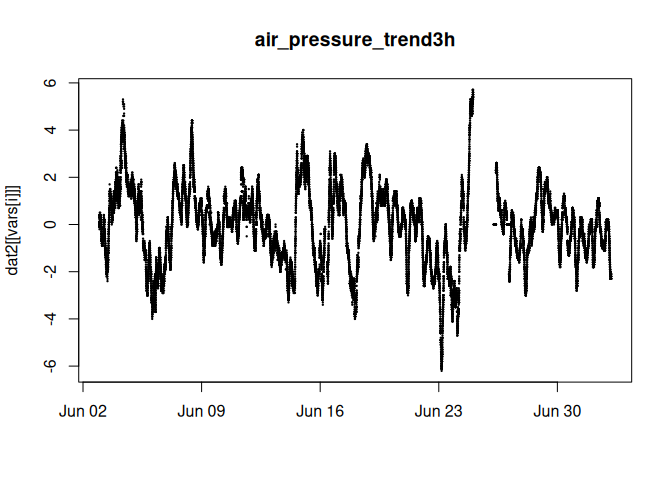 air_pressure_trend3h
dat2[[vars[i]]]
6
4
2
0
-2
-4
-6
Jun 02
Jun 09
Jun 16
Jun 23
Jun 30